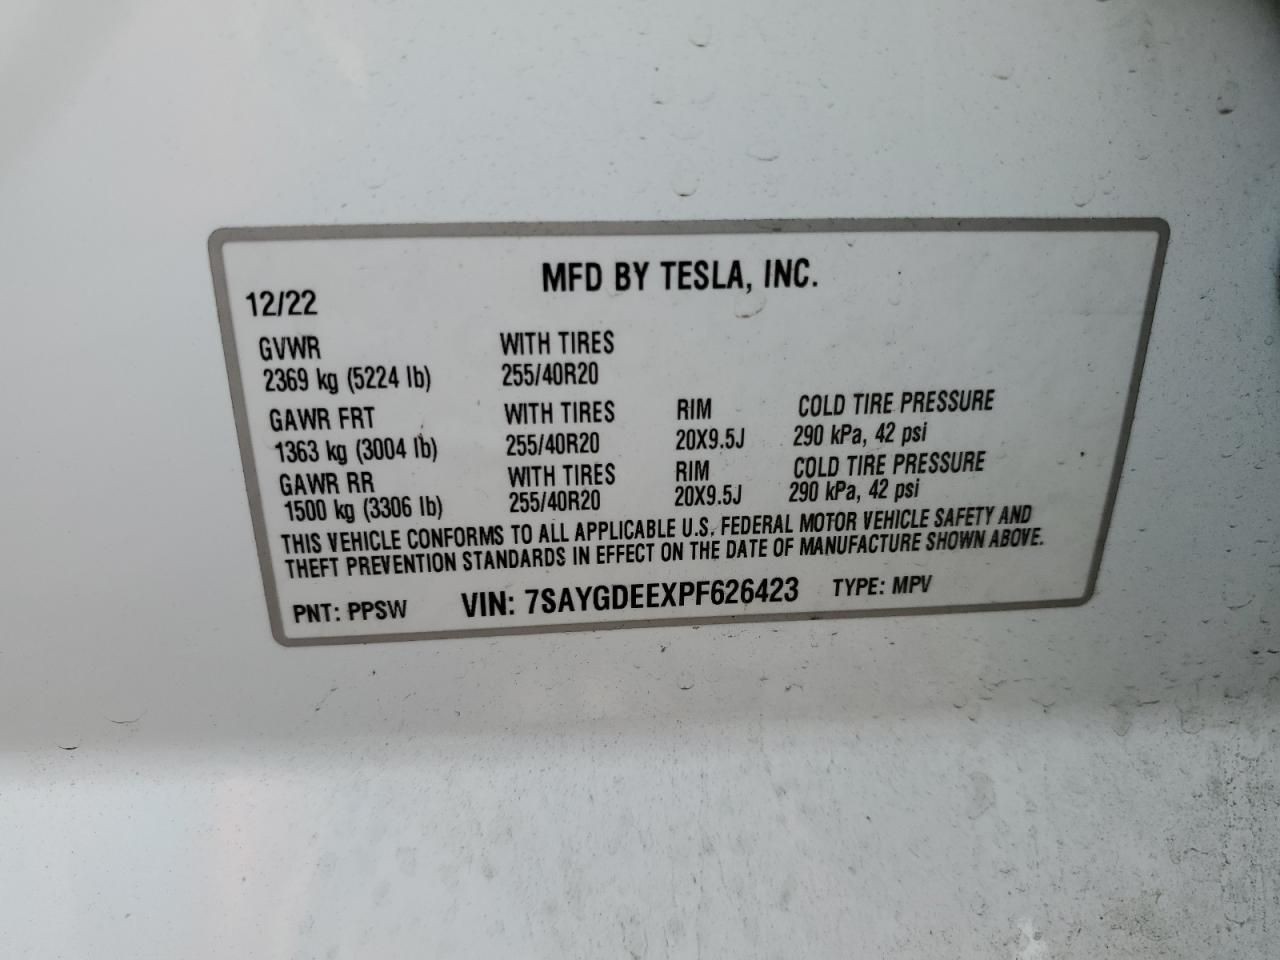 MFD BY TESLA, INC.
12/22
GVWR WITH TIRES
2369 kg (5224 lb) 255/40R20
GAWR FRT WITH TIRES RIM COLD TIRE PRESSURE
1363 kg (3004 lb) 255/40R20 20X9.5J 290 kPa, 42 psi
GAWR RR WITH TIRES RIM COLD TIRE PRESSURE
1500 kg (3306 lb) 255/40R20 20X9.5J 290 kPa, 42 psi
THIS VEHICLE CONFORMS TO ALL APPLICABLE U.S. FEDERAL MOTOR VEHICLE SAFETY AND
THEFT PREVENTION STANDARDS IN EFFECT ON THE DATE OF MANUFACTURE SHOWN ABOVE.
PNT: PPSW VIN: 7SAYGDEEXPF626423 TYPE: MPV